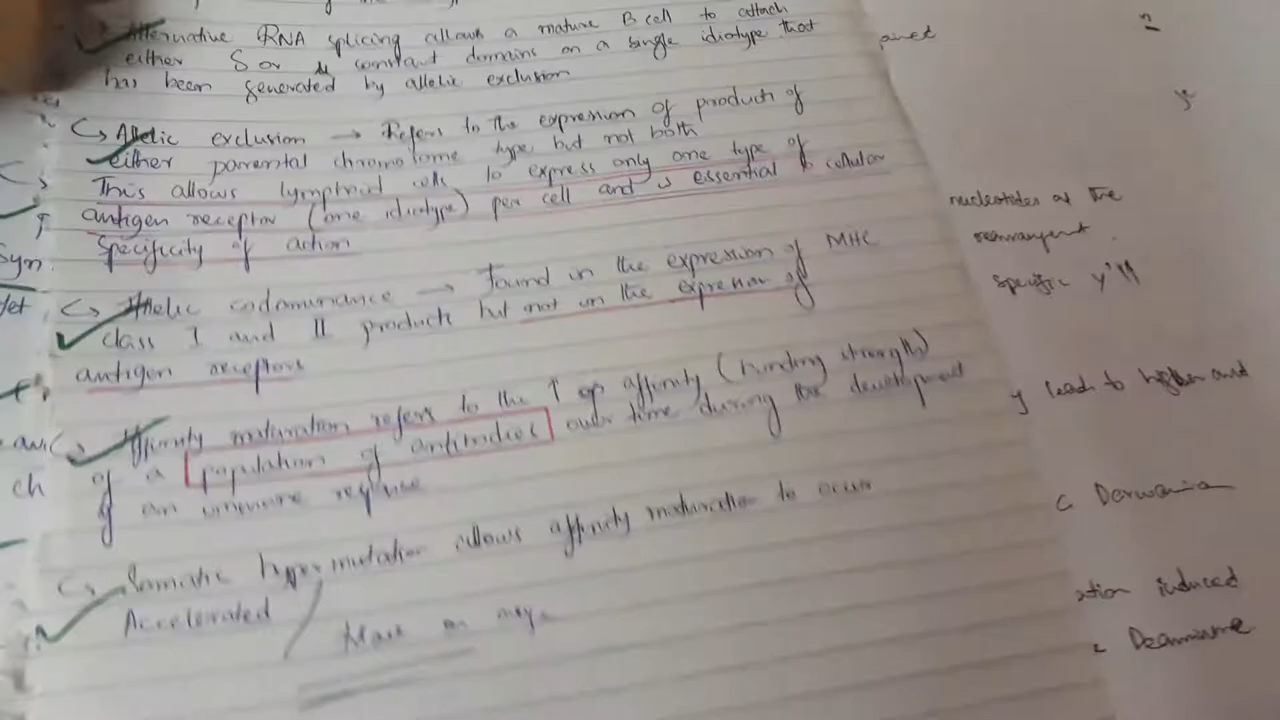 Alternative RNA splicing allows a mature B cell to attach
either S or μ constant domains on a single idiotype that
has been generated by allelic exclusion
Allelic exclusion → Refers to the expression of product of
either parental chromosome type but not both
This allows lymphoid cells to express only one type of
antigen receptor (one idiotype) per cell and is essential to cellular
specificity of action
Allelic codominance → found in the expression of MHC
class I and II product but not in the expression of
antigen receptors
Affinity maturation refers to the ↑ of affinity (binding strength)
of a population of antibodies over time during the development
of an immune response
Somatic hypermutation allows affinity maturation to occur
Accelerated
Syn
ch
nucleotides at the
specific
y lead to higher and
ation induced